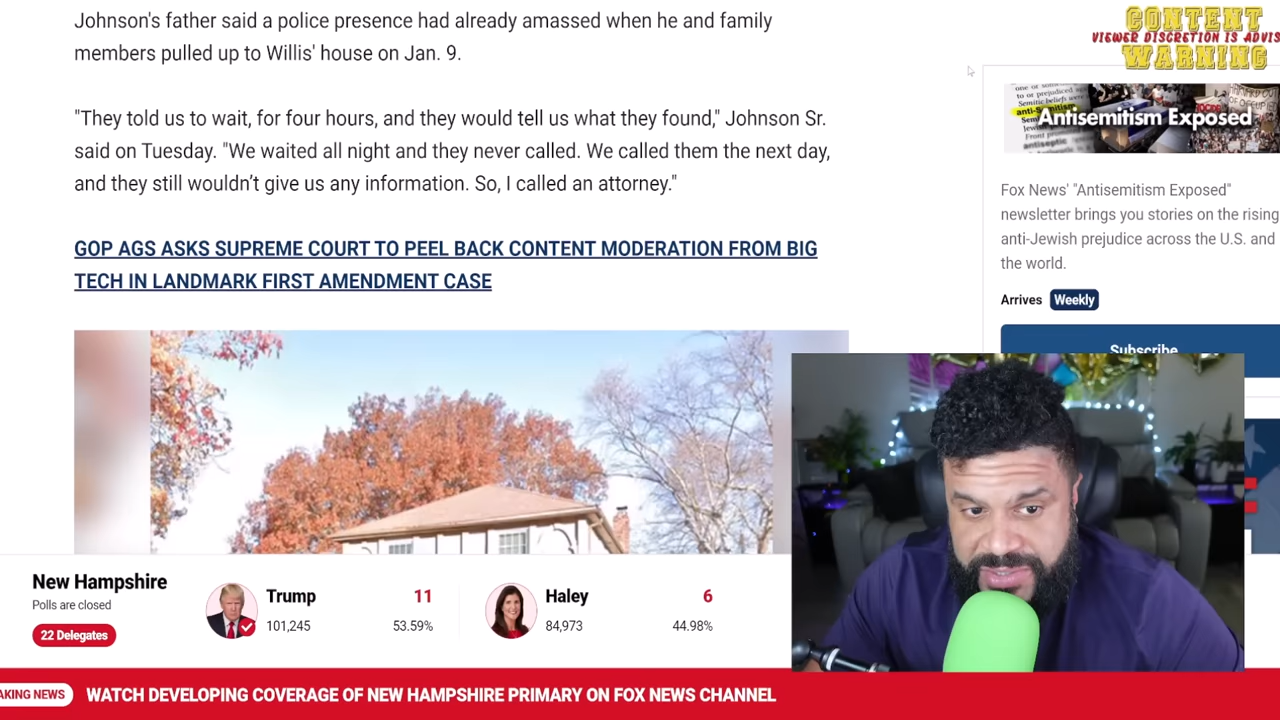 Johnson's father said a police presence had already amassed when he and family
members pulled up to Willis' house on Jan. 9.
"They told us to wait, for four hours, and they would tell us what they found," Johnson Sr.
said on Tuesday. "We waited all night and they never called. We called them the next day,
and they still wouldn’t give us any information. So, I called an attorney."
GOP AGS ASKS SUPREME COURT TO PEEL BACK CONTENT MODERATION FROM BIG
TECH IN LANDMARK FIRST AMENDMENT CASE
CONTENT
VIEWER DISCRETION IS ADVIS
WARNING
Antisemitism Exposed
Fox News' "Antisemitism Exposed"
newsletter brings you stories on the rising
anti-Jewish prejudice across the U.S. and
the world.
Arrives Weekly
Subscribe
New Hampshire
Polls are closed
22 Delegates
Trump 11
101,245 53.59%
Haley 6
84,973 44.98%
AKING NEWS WATCH DEVELOPING COVERAGE OF NEW HAMPSHIRE PRIMARY ON FOX NEWS CHANNEL